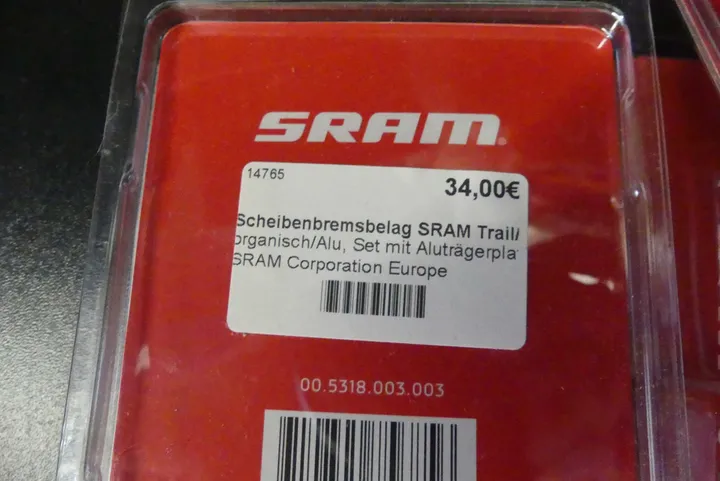 SRAM
14765
34,00€
Scheibenbremsbelag SRAM Trail/
organisch/Alu, Set mit Aluträgerpla
SRAM Corporation Europe
00.5318.003.003